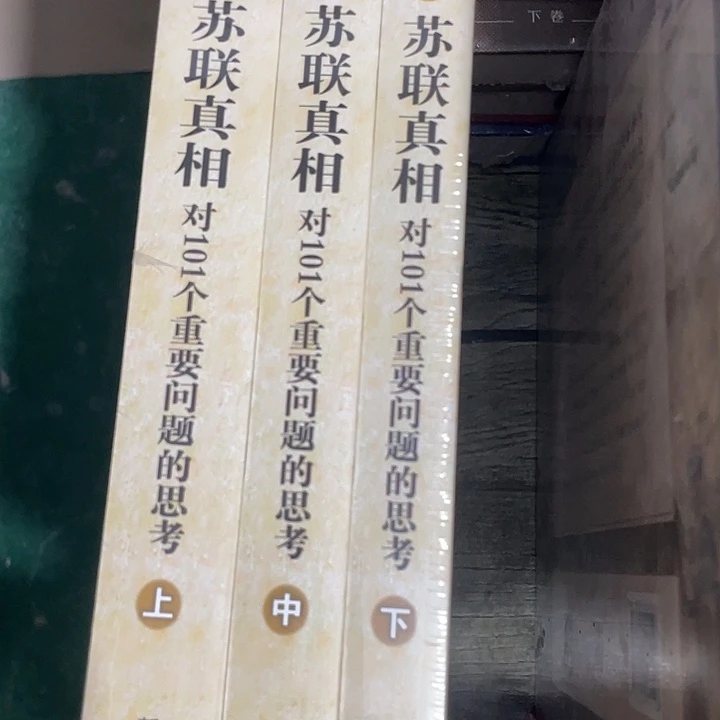 苏联真相
对101个重要问题的思考
上
苏联真相
对101个重要问题的思考
中
苏联真相
对101个重要问题的思考
下
下卷